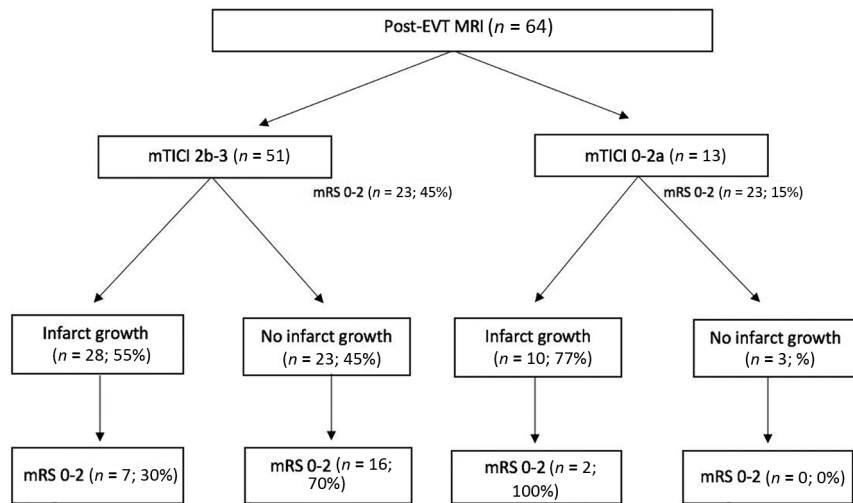 Post-EVT MRI (n = 64)
mTICI 2b-3 (n = 51)
mTICI 0-2a (n = 13)
mRS 0-2 (n = 23; 45%)
mRS 0-2 (n = 23; 15%)
Infarct growth
(n = 28; 55%)
No infarct growth
(n = 23; 45%)
Infarct growth
(n = 10; 77%)
No infarct growth
(n = 3; %)
mRS 0-2 (n = 7; 30%)
mRS 0-2 (n = 16;
70%)
mRS 0-2 (n = 2;
100%)
mRS 0-2 (n = 0; 0%)